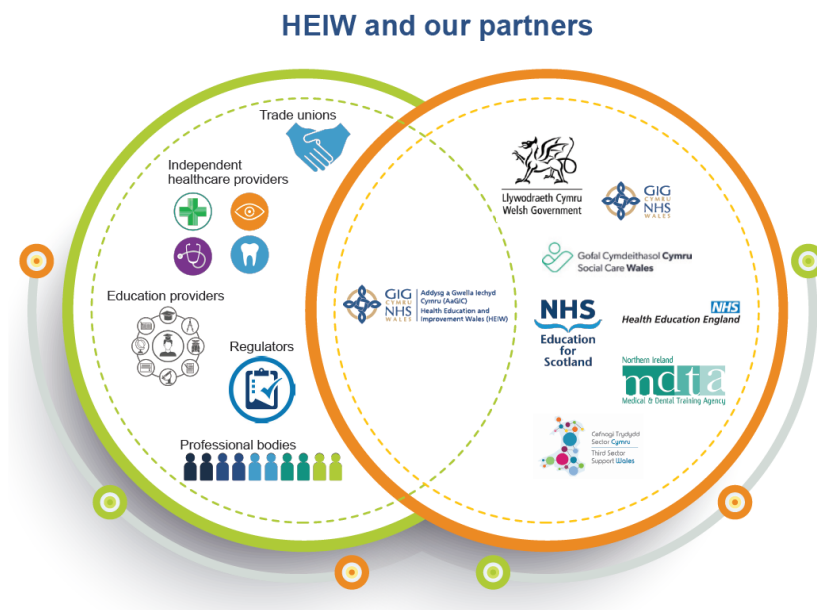 HEIW and our partners
Trade unions
Independent
healthcare providers
Education providers
Regulators
Professional bodies
GIG
CYMRU
NHS
WALES
Addysg a Gwella Iechyd
Cymru (AaGIC)
Health Education and
Improvement Wales (HEIW)
Llywodraeth Cymru
Welsh Government
GIG
CYMRU
NHS
WALES
Gofal Cymdeithasol Cymru
Social Care Wales
NHS
Education
for
Scotland
NHS
Health Education England
Northern Ireland
mdta
Medical & Dental Training Agency
Cefnogi Trydydd
Sector Cymru
Third Sector
Support Wales